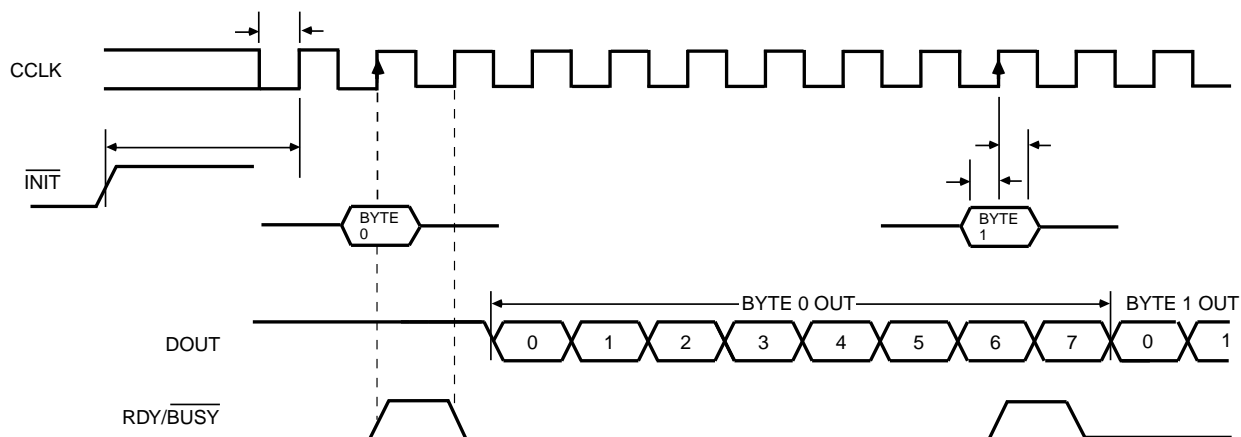 CCLK
INIT
BYTE
0
BYTE
1
BYTE 0 OUT
BYTE 1 OUT
DOUT
0 1 2 3 4 5 6 7 0 1
RDY/BUSY